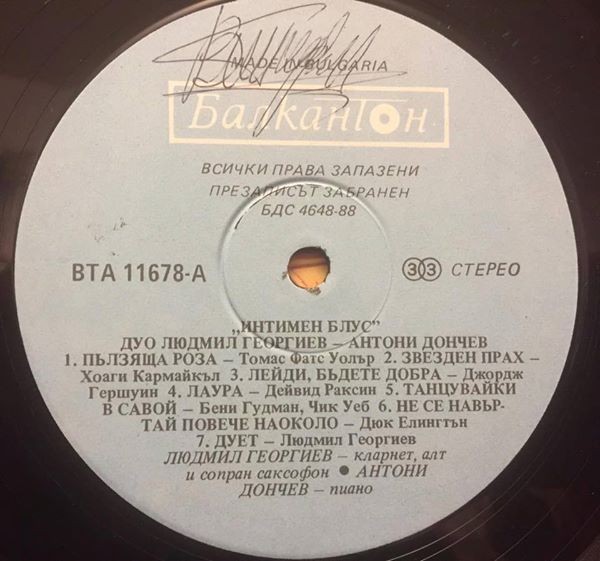 MADE IN BULGARIA
Балкантон
ВСИЧКИ ПРАВА ЗАПАЗЕНИ
ПРЕЗАПИСЪТ ЗАБРАНЕН
БДС 4648-88
ВТА 11678-А
33 СТЕРЕО
„ИНТИМЕН БЛУС”
ДУО ЛЮДМИЛ ГЕОРГИЕВ – АНТОНИ ДОНЧЕВ
1. ПЪЛЗЯЩА РОЗА – Томас Фатс Уолър 2. ЗВЕЗДЕН ПРАХ –
Хоаги Кармайкъл 3. ЛЕЙДИ, БЪДЕТЕ ДОБРА – Джордж
Гершуин 4. ЛАУРА – Дейвид Раксин 5. ТАНЦУВАЙКИ
В САВОЙ – Бени Гудман, Чик Уеб 6. НЕ СЕ НАВЪР-
ТАЙ ПОВЕЧЕ НАОКОЛО – Дюк Елингтън
7. ДУЕТ – Людмил Георгиев
ЛЮДМИЛ ГЕОРГИЕВ – кларнет, алт
и сопран саксофон ● АНТОНИ
ДОНЧЕВ – пиано